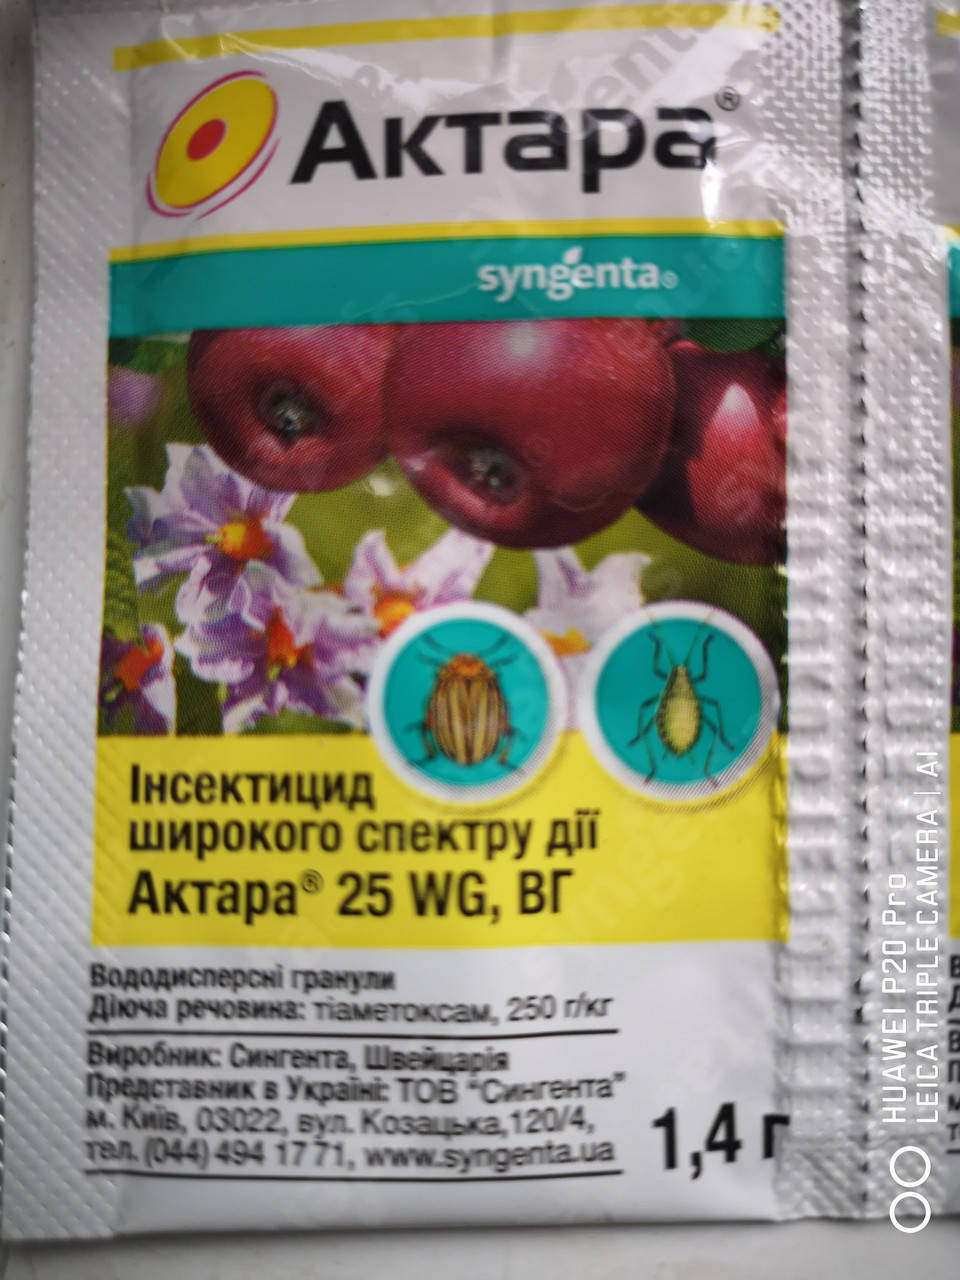 Актара®
syngenta
Інсектицид
широкого спектру дії
Актара® 25 WG, ВГ
Вододисперсні гранули
Діюча речовина: тіаметоксам, 250 г/кг
Виробник: Сингента, Швейцарія
Представник в Україні: ТОВ "Сингента"
м. Київ, 03022, вул. Козацька,120/4,
тел. (044) 494 17 71, www.syngenta.ua
1,4 г
HUAWEI P20 Pro
LEICA TRIPLE CAMERA | AI